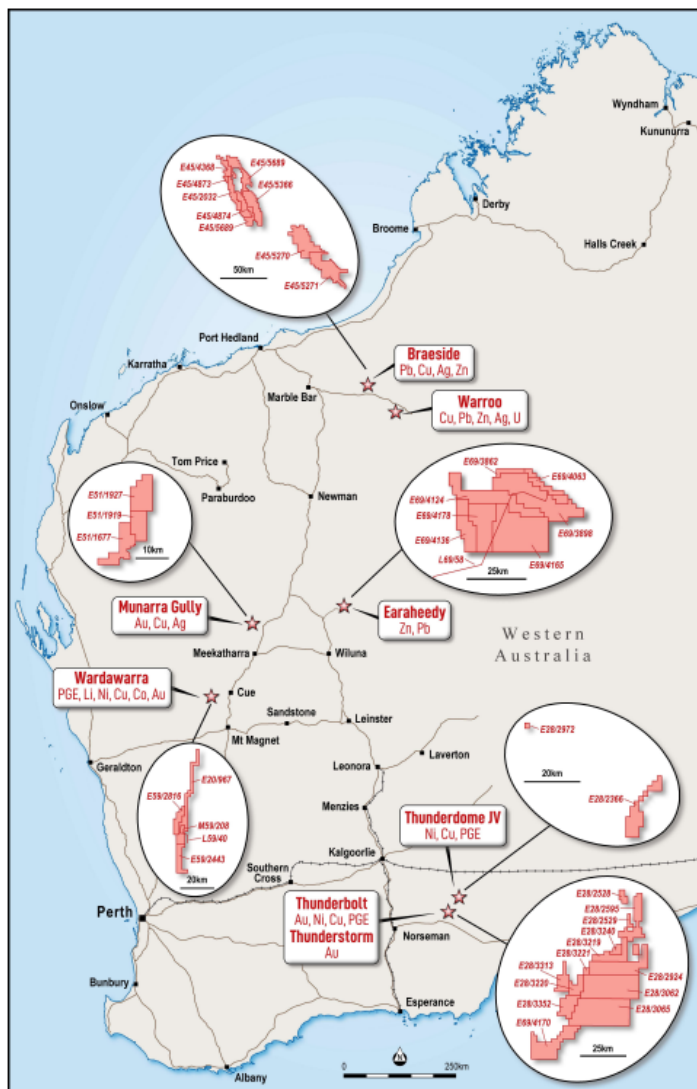 Wyndham
Kununurra
Derby
Broome
Halls Creek
E45/4368
E45/5689
E45/4873
E45/5366
E45/2032
E45/4874
E45/5689
E45/5270
50km
E45/5271
Port Hedland
Karratha
Onslow
Marble Bar
Braeside
Pb, Cu, Ag, Zn
Warroo
Cu, Pb, Zn, Ag, U
Tom Price
Paraburdoo
Newman
E51/1927
E51/1919
E51/1677
10km
E69/3862
E69/4063
E69/4124
E69/4178
E69/3898
E69/4136
L69/58
E69/4165
25km
Munarra Gully
Au, Cu, Ag
Earaheedy
Zn, Pb
Western
Australia
Meekatharra
Wiluna
Wardawarra
PGE, Li, Ni, Cu, Co, Au
Cue
Sandstone
Leinster
Mt Magnet
Geraldton
Leonora
Laverton
Menzies
E28/2972
20km
E28/2366
E20/967
E59/2816
M59/208
L59/40
E59/2443
20km
Thunderdome JV
Ni, Cu, PGE
Kalgoorlie
Southern
Cross
Perth
Thunderbolt
Au, Ni, Cu, PGE
Thunderstorm
Au
Norseman
E28/2528
E28/2595
E28/2529
E28/3240
E28/3219
E28/3221
E28/3313
E28/2924
E28/3220
E28/3062
E28/3352
E28/3065
E69/4170
25km
Bunbury
Esperance
Albany
N
0
250km